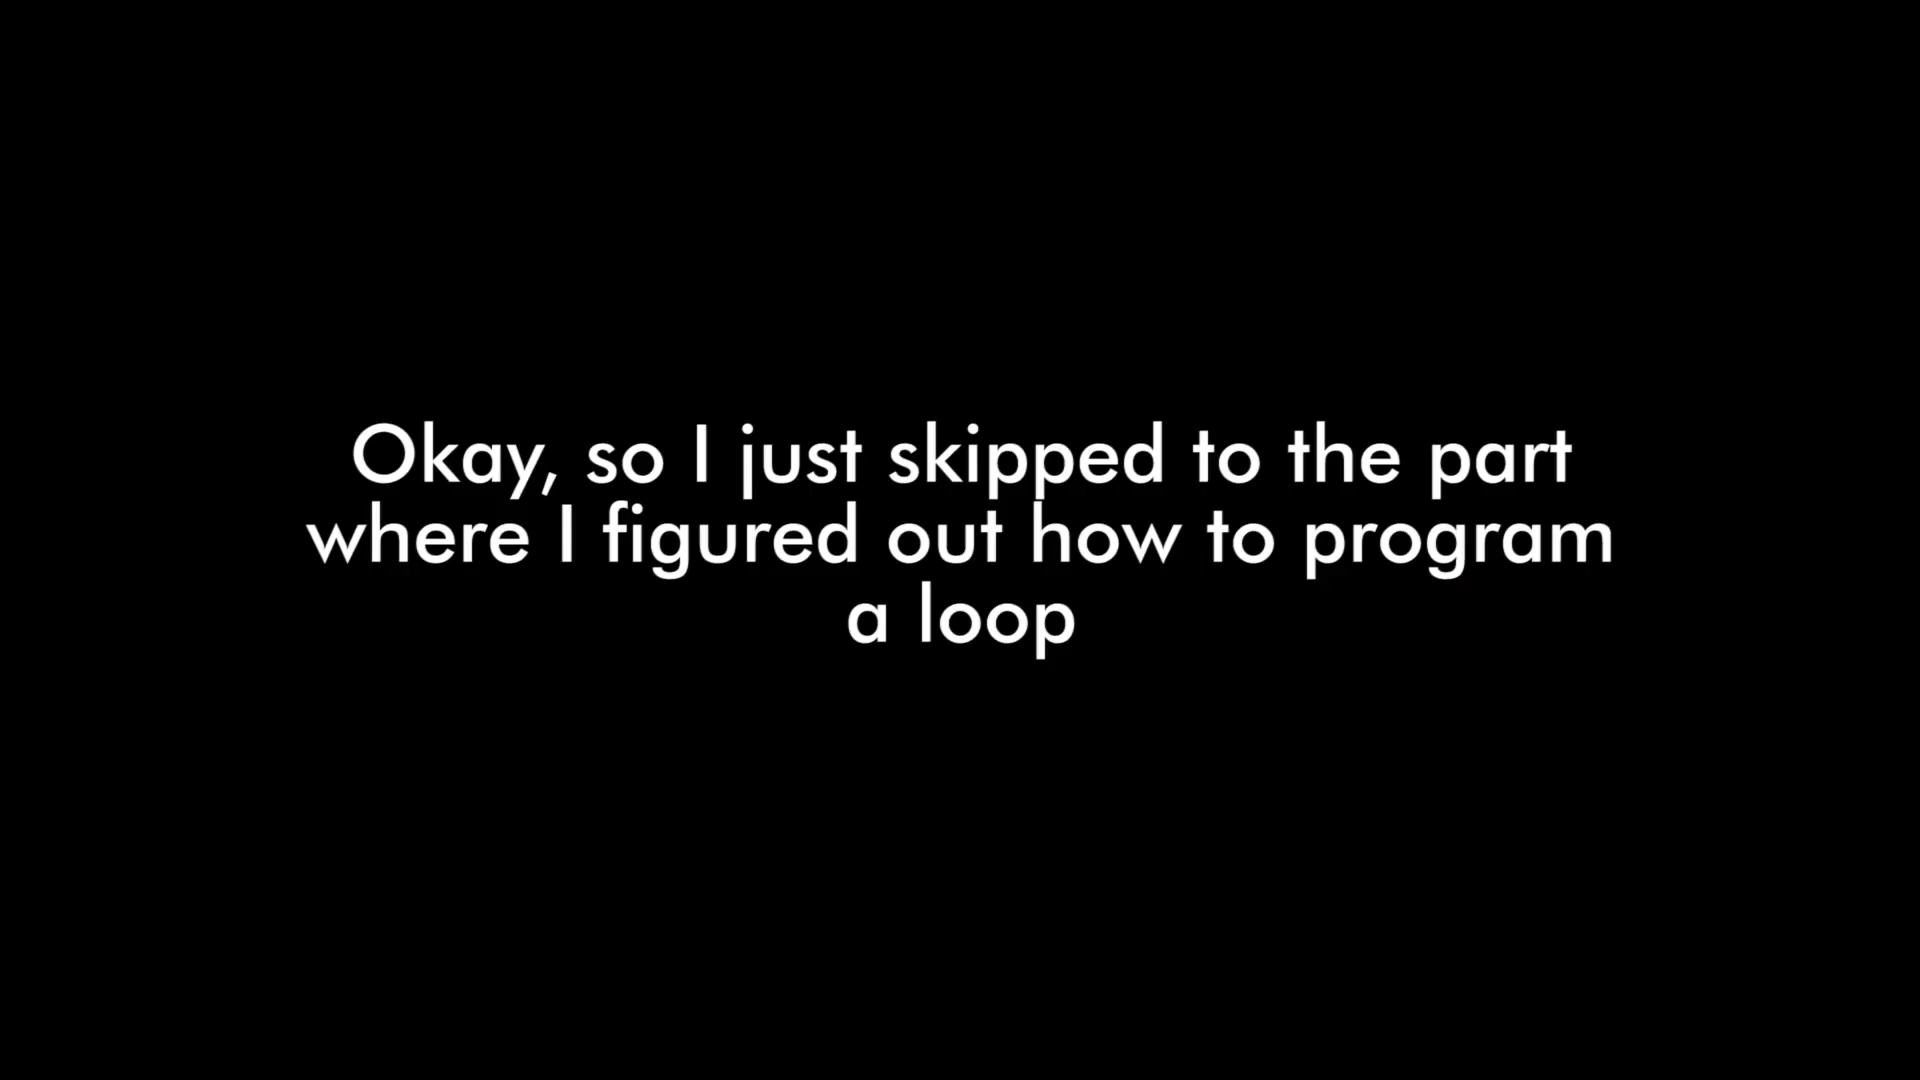 Okay, so I just skipped to the part
where I figured out how to program
a loop